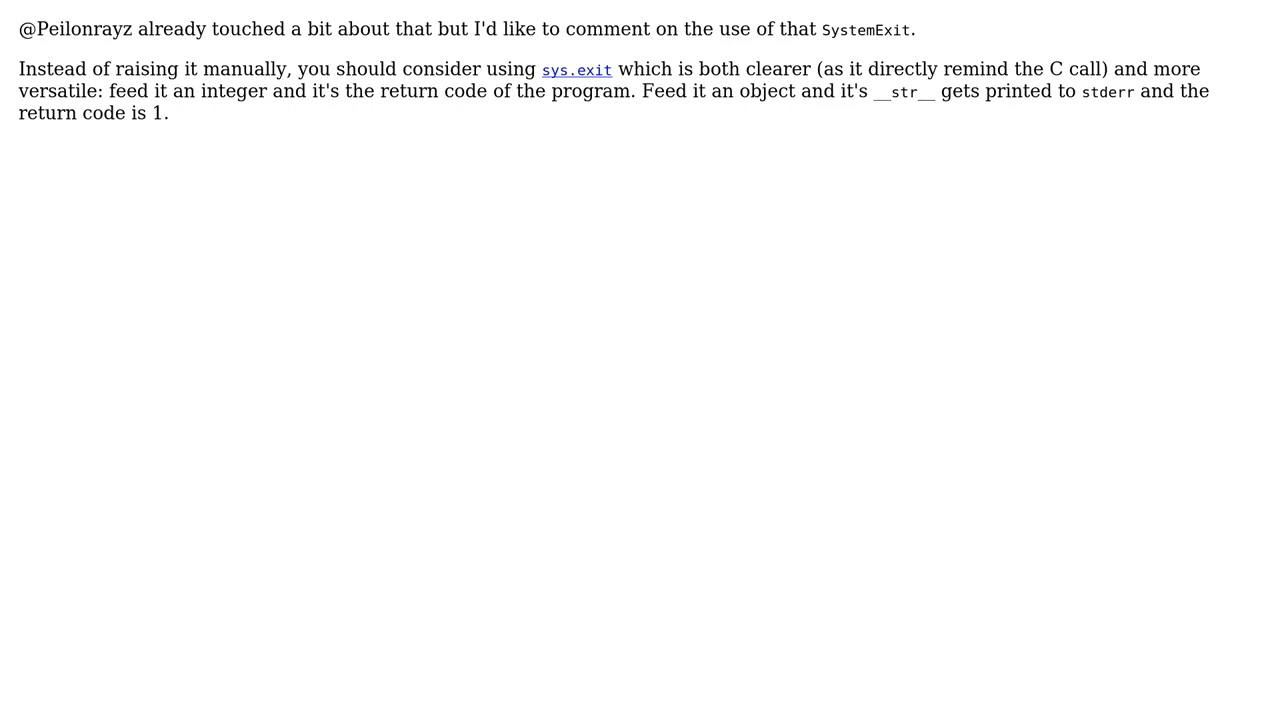 @Peilonrayz already touched a bit about that but I'd like to comment on the use of that SystemExit.
Instead of raising it manually, you should consider using sys.exit which is both clearer (as it directly remind the C call) and more
versatile: feed it an integer and it's the return code of the program. Feed it an object and it's __str__ gets printed to stderr and the
return code is 1.